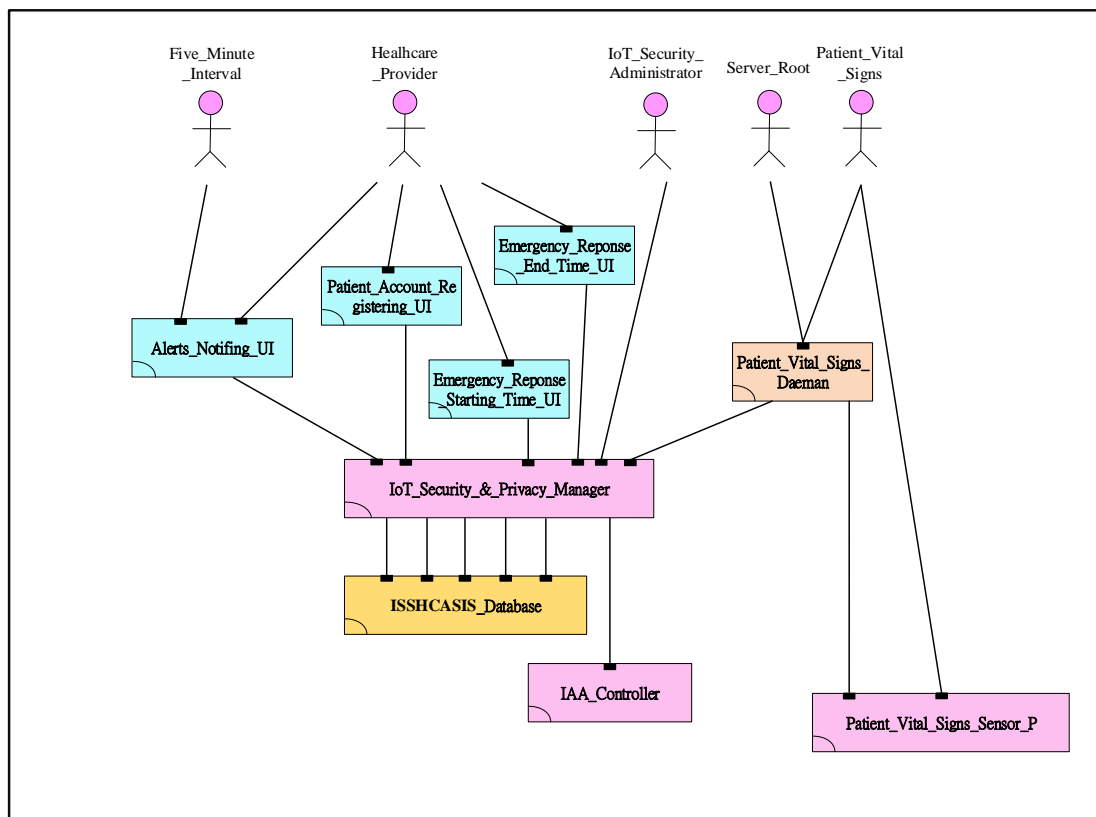 Five_Minute
_Interval
Healhcare
_Provider
IoT_Security_
Administrator
Server_Root
Patient_Vital
_Signs
Emergency_Reponse
_End_Time_UI
Patient_Account_Re
gistering_UI
Alerts_Notifing_UI
Patient_Vital_Signs_
Daeman
Emergency_Reponse
_Starting_Time_UI
IoT_Security_&_Privacy_Manager
ISSHCASIS_Database
IAA_Controller
Patient_Vital_Signs_Sensor_P